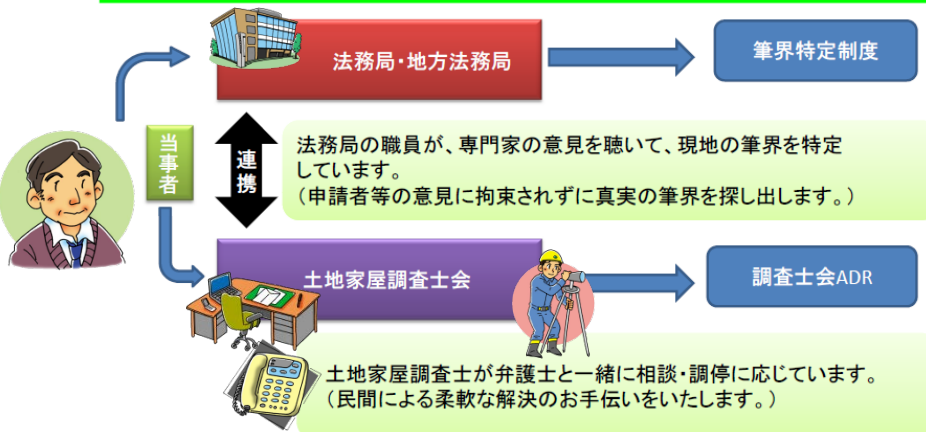 法務局・地方法務局
筆界特定制度
当事者
連携
法務局の職員が、専門家の意見を聴いて、現地の筆界を特定
しています。
（申請者等の意見に拘束されずに真実の筆界を探し出します。）
土地家屋調査士会
調査士会ADR
土地家屋調査士が弁護士と一緒に相談・調停に応じています。
（民間による柔軟な解決のお手伝いをいたします。）